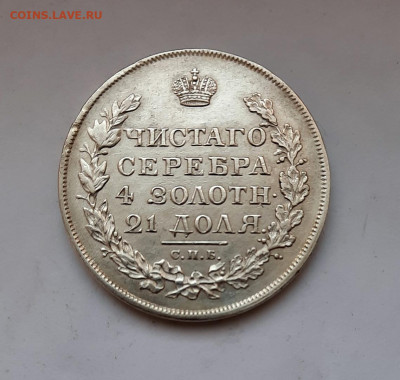 COINS.LAVE.RU
ЧИСТАГО
СЕРЕБРА
4 ЗОЛОТН·
21 ДОЛЯ.
С.П.Б.